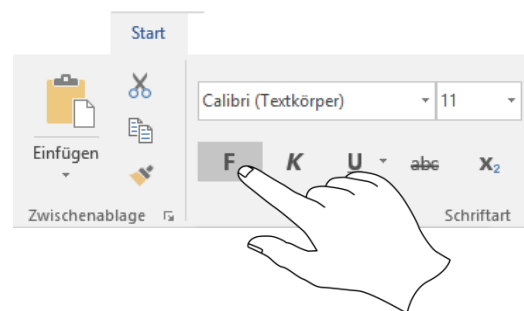 Start
Calibri (Textkörper) 11
Einfügen
F K U abc X₂
Zwischenablage Schriftart